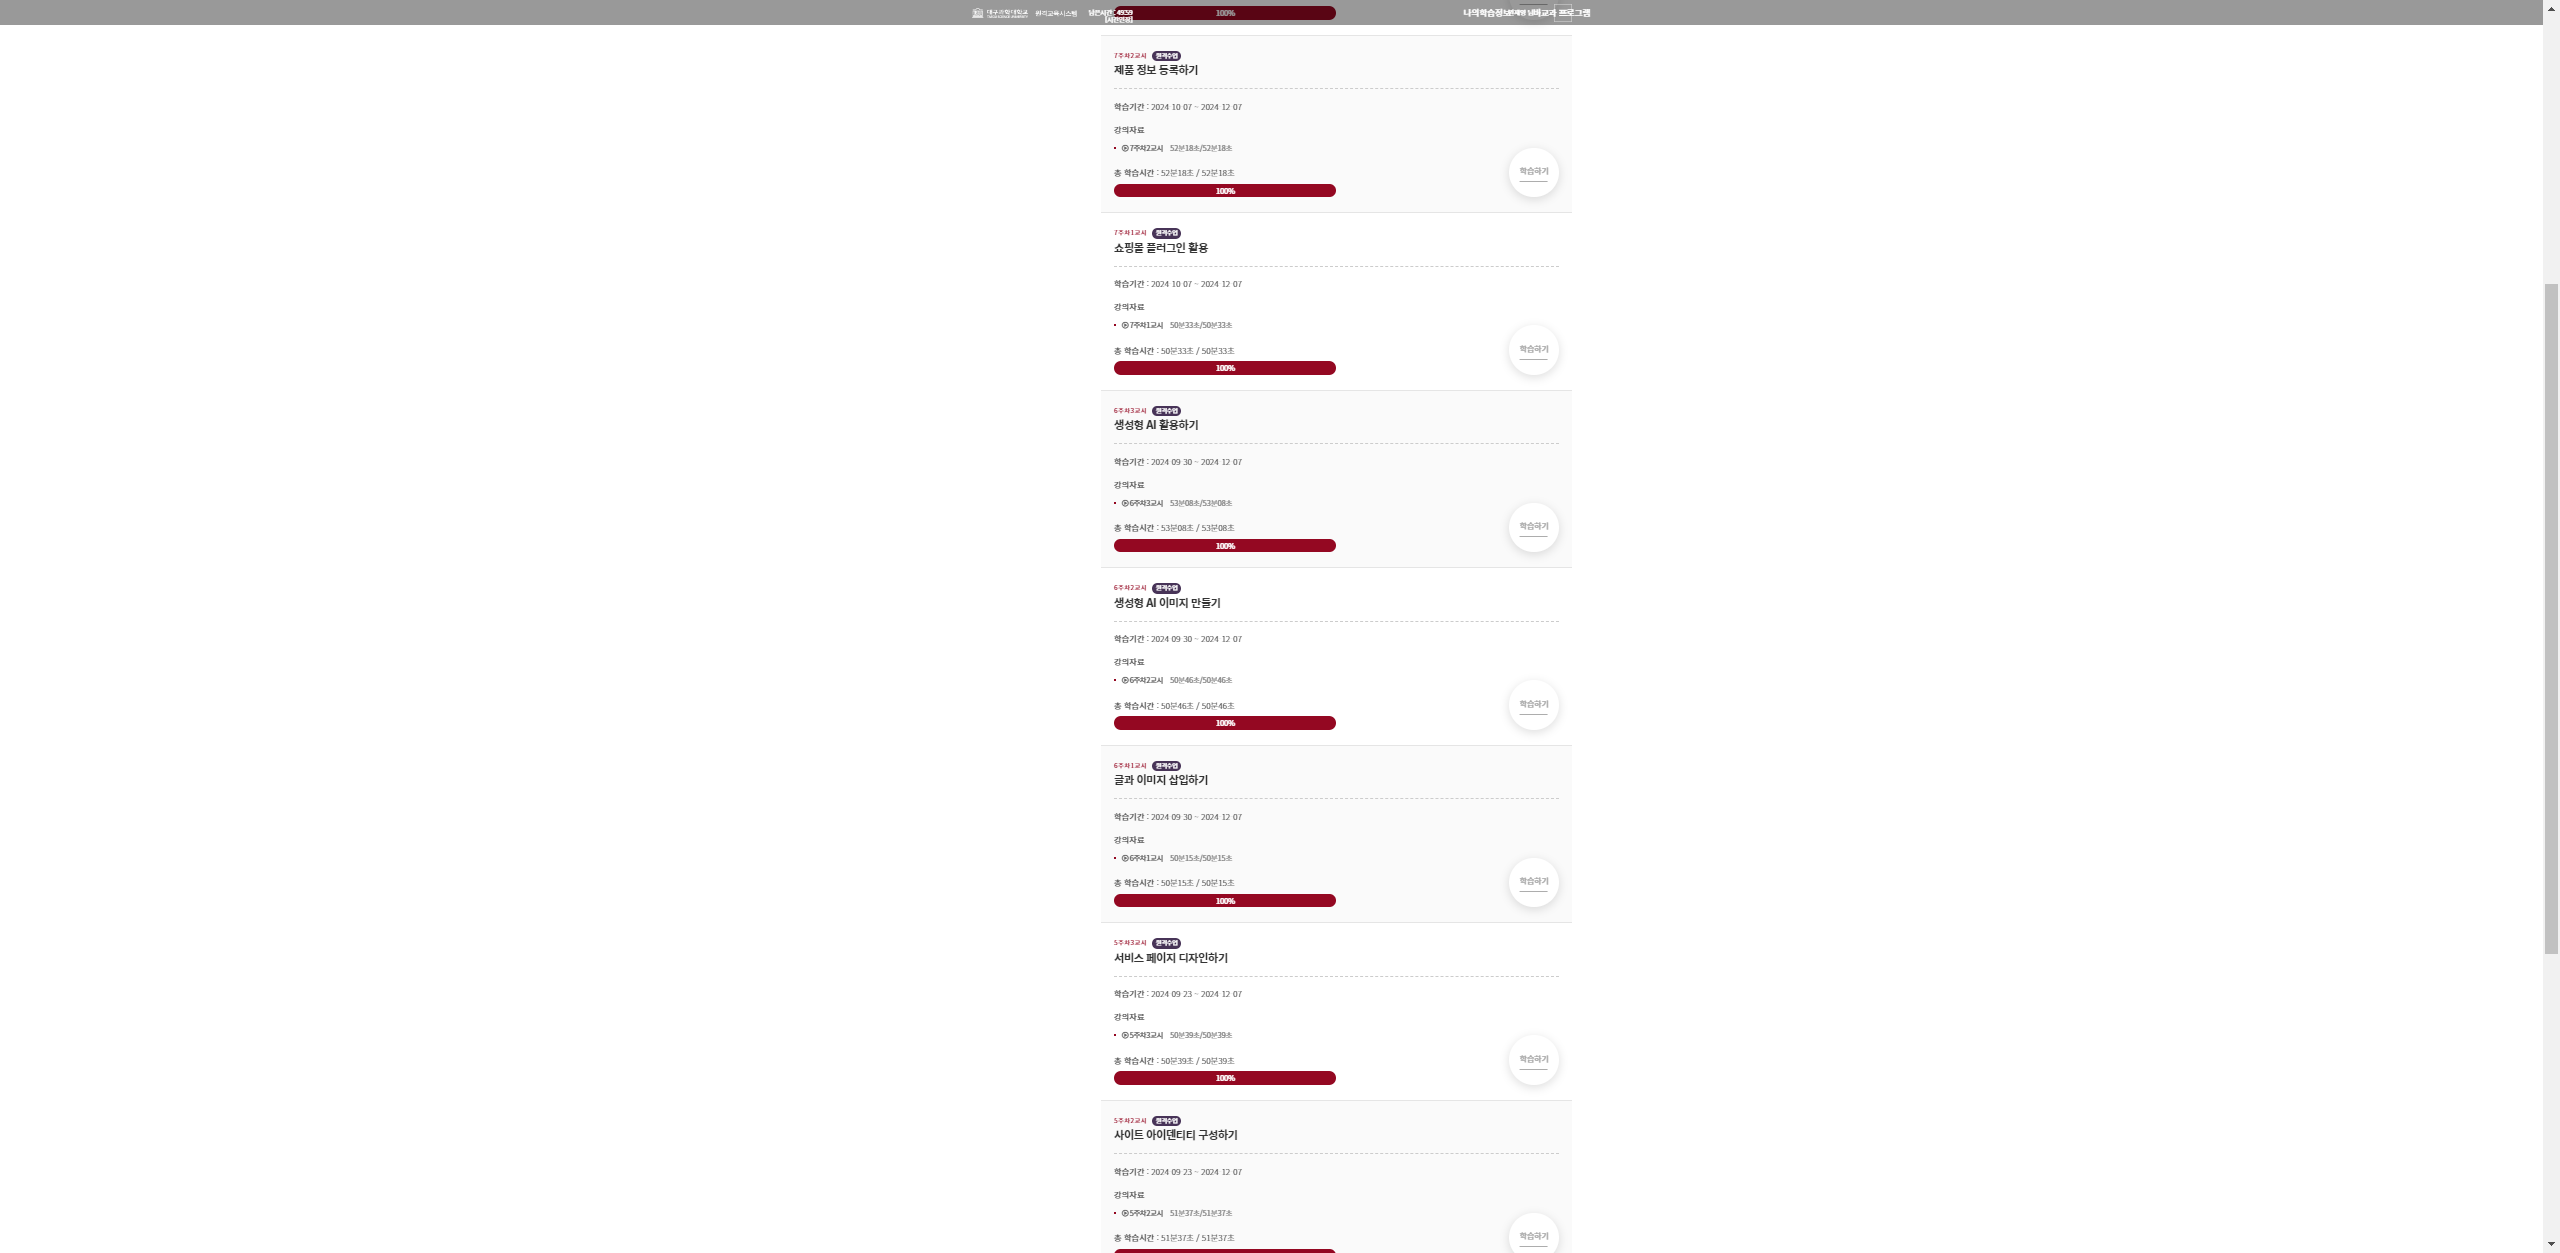 대구과학대학교 원격교육시스템 남은시간 : 49:59
[시간연장]
100%
나의학습정보 비교과 프로그램
7주차2교시 원격수업
제품 정보 등록하기
학습기간 : 2024 10 07 ~ 2024 12 07
강의자료
7주차2교시 52분18초/52분18초
총 학습시간 : 52분18초 / 52분18초
100%
학습하기
7주차1교시 원격수업
쇼핑몰 플러그인 활용
학습기간 : 2024 10 07 ~ 2024 12 07
강의자료
7주차1교시 50분33초/50분33초
총 학습시간 : 50분33초 / 50분33초
100%
학습하기
6주차3교시 원격수업
생성형 AI 활용하기
학습기간 : 2024 09 30 ~ 2024 12 07
강의자료
6주차3교시 53분08초/53분08초
총 학습시간 : 53분08초 / 53분08초
100%
학습하기
6주차2교시 원격수업
생성형 AI 이미지 만들기
학습기간 : 2024 09 30 ~ 2024 12 07
강의자료
6주차2교시 50분46초/50분46초
총 학습시간 : 50분46초 / 50분46초
100%
학습하기
6주차1교시 원격수업
글과 이미지 삽입하기
학습기간 : 2024 09 30 ~ 2024 12 07
강의자료
6주차1교시 50분15초/50분15초
총 학습시간 : 50분15초 / 50분15초
100%
학습하기
5주차3교시 원격수업
서비스 페이지 디자인하기
학습기간 : 2024 09 23 ~ 2024 12 07
강의자료
5주차3교시 50분39초/50분39초
총 학습시간 : 50분39초 / 50분39초
100%
학습하기
5주차2교시 원격수업
사이트 아이덴티티 구성하기
학습기간 : 2024 09 23 ~ 2024 12 07
강의자료
5주차2교시 51분37초/51분37초
총 학습시간 : 51분37초 / 51분37초
학습하기